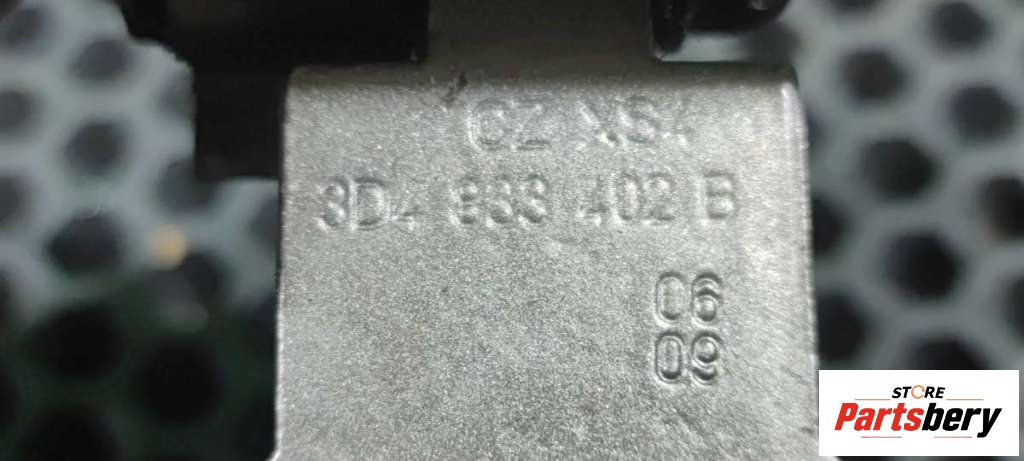 CZ XS4
3D4 833 402 B
06
09
STORE
Partsbery